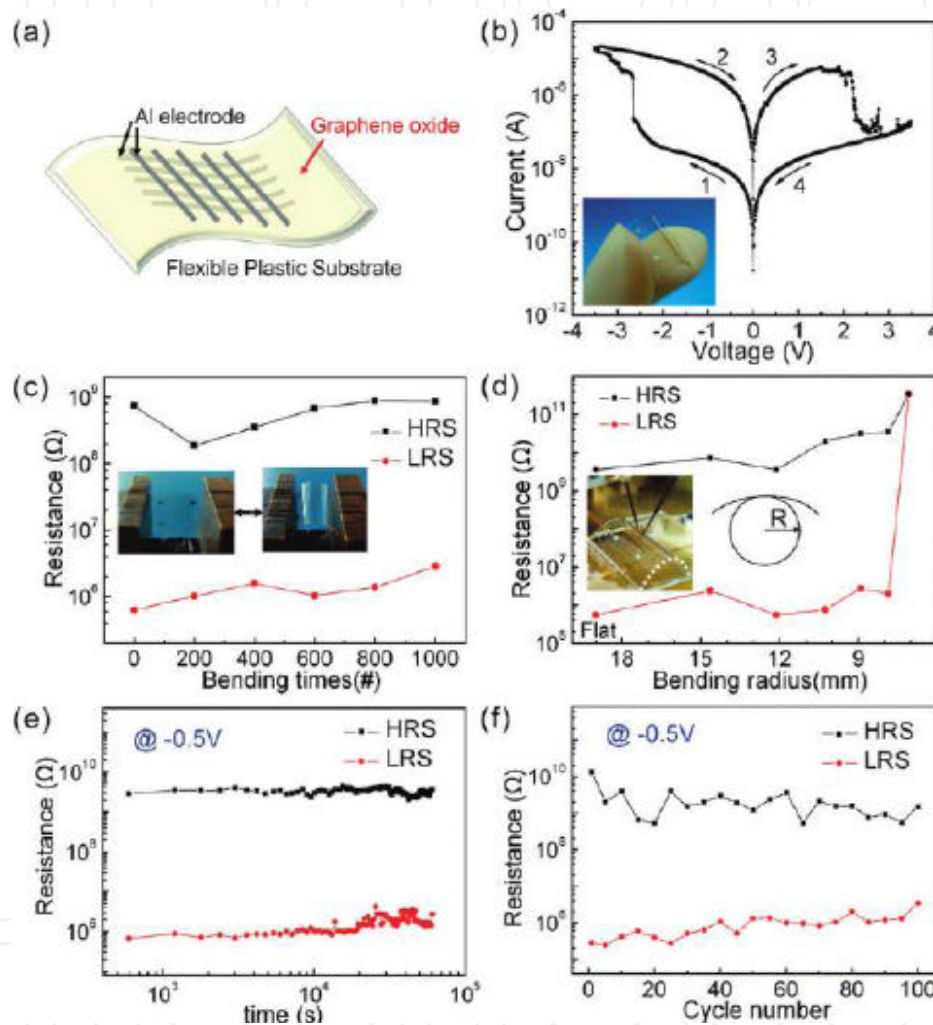 (a)
Al electrode
Graphene oxide
Flexible Plastic Substrate
(b)
Current (A)
10⁻⁴
10⁻⁶
10⁻⁸
10⁻¹⁰
10⁻¹²
2
3
1
4
-4 -3 -2 -1 0 1 2 3 4
Voltage (V)
(c)
Resistance (Ω)
10⁹
10⁸
10⁷
10⁶
HRS
LRS
0 200 400 600 800 1000
Bending times(#)
(d)
Resistance (Ω)
10¹¹
10⁹
10⁷
10⁵
HRS
LRS
R
Flat
18 15 12 9
Bending radius(mm)
(e)
@ -0.5V
HRS
LRS
Resistance (Ω)
10¹⁰
10⁸
10⁶
10³ 10⁴ 10⁵
time (s)
(f)
@ -0.5V
HRS
LRS
Resistance (Ω)
10¹⁰
10⁸
10⁶
0 20 40 60 80 100
Cycle number